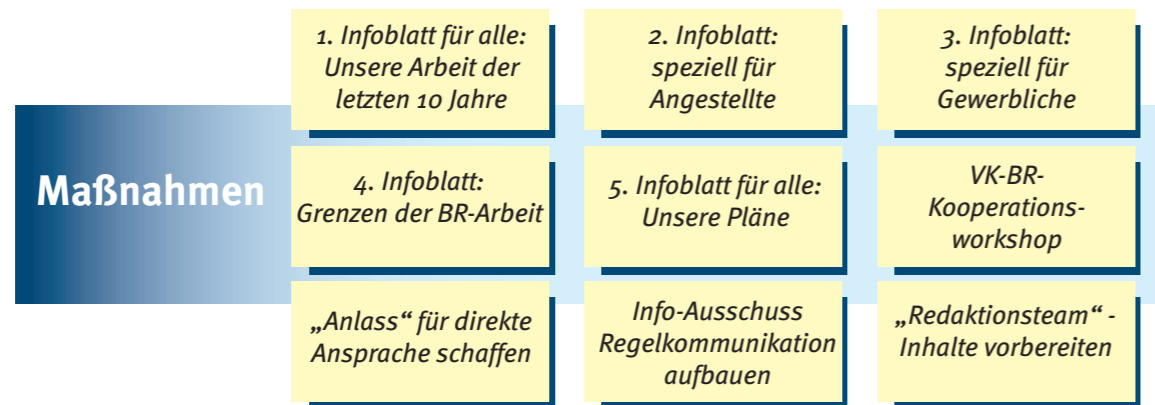 Maßnahmen
1. Infoblatt für alle:
Unsere Arbeit der
letzten 10 Jahre
2. Infoblatt:
speziell für
Angestellte
3. Infoblatt:
speziell für
Gewerbliche
4. Infoblatt:
Grenzen der BR-Arbeit
5. Infoblatt für alle:
Unsere Pläne
VK-BR-
Kooperations-
workshop
„Anlass“ für direkte
Ansprache schaffen
Info-Ausschuss
Regelkommunikation
aufbauen
„Redaktionsteam“ -
Inhalte vorbereiten